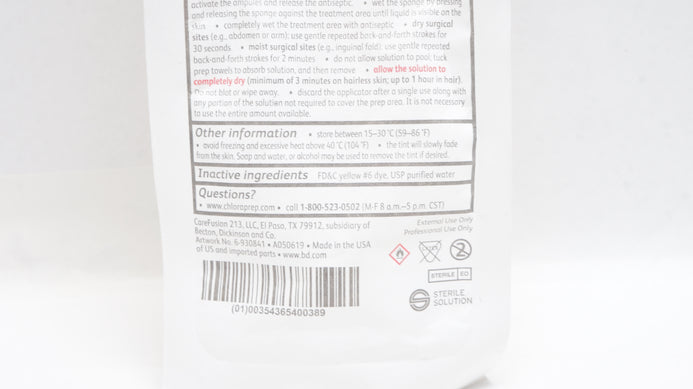 activate the ampules and release the antiseptic. • wet the sponge by pressing
and releasing the sponge against the treatment area until liquid is visible on the
skin • completely wet the treatment area with antiseptic • dry surgical
sites (e.g., abdomen or arm): use gentle repeated back-and-forth strokes for
30 seconds. • moist surgical sites (e.g., inguinal fold): use gentle repeated
back-and-forth strokes for 2 minutes • do not allow solution to pool; tuck
prep towels to absorb solution, and then remove • allow the solution to
completely dry (minimum of 3 minutes on hairless skin; up to 1 hour in hair).
Do not blot or wipe away. • discard the applicator after a single use along with
any portion of the solution not required to cover the prep area. It is not necessary
to use the entire amount available.
Other information • store between 15–30 °C (59–86 °F)
• avoid freezing and excessive heat above 40 °C (104 °F) • the tint will slowly fade
from the skin. Soap and water, or alcohol may be used to remove the tint if desired.
Inactive ingredients FD&C yellow #6 dye, USP purified water
Questions?
• www.chloraprep.com • call 1-800-523-0502 (M-F 8 a.m.–5 p.m. CST)
CareFusion 213, LLC, El Paso, TX 79912, subsidiary of
Becton, Dickinson and Co.
Artwork No. 6-930841 • A050619 • Made in the USA
of US and imported parts • www.bd.com
External Use Only
Professional Use Only
2
STERILE EO
STERILE
SOLUTION
(01)00354365400389